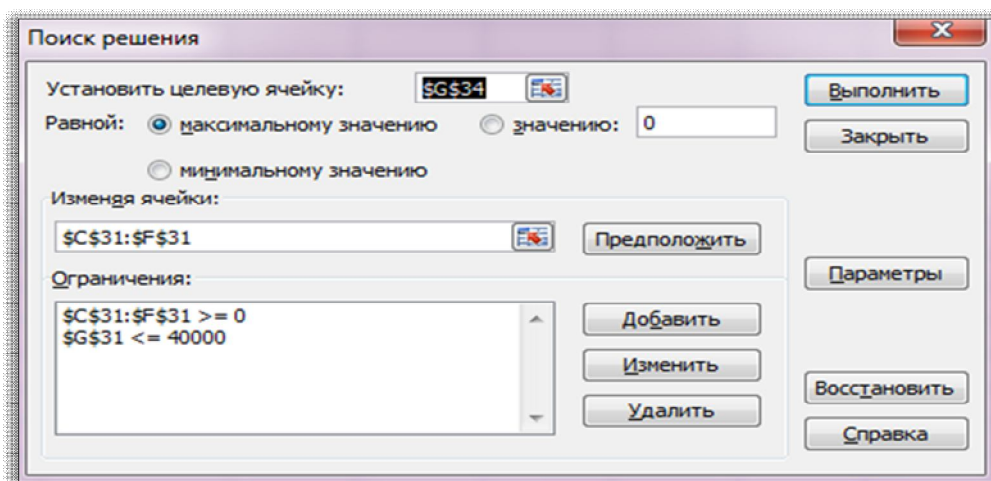 Поиск решения
Установить целевую ячейку: $G$34
Выполнить
Равной: максимальному значению значению: 0
Закрыть
минимальному значению
Изменяя ячейки:
$C$31:$F$31
Предположить
Параметры
Ограничения:
$C$31:$F$31 >= 0
$G$31 <= 40000
Добавить
Изменить
Удалить
Восстановить
Справка